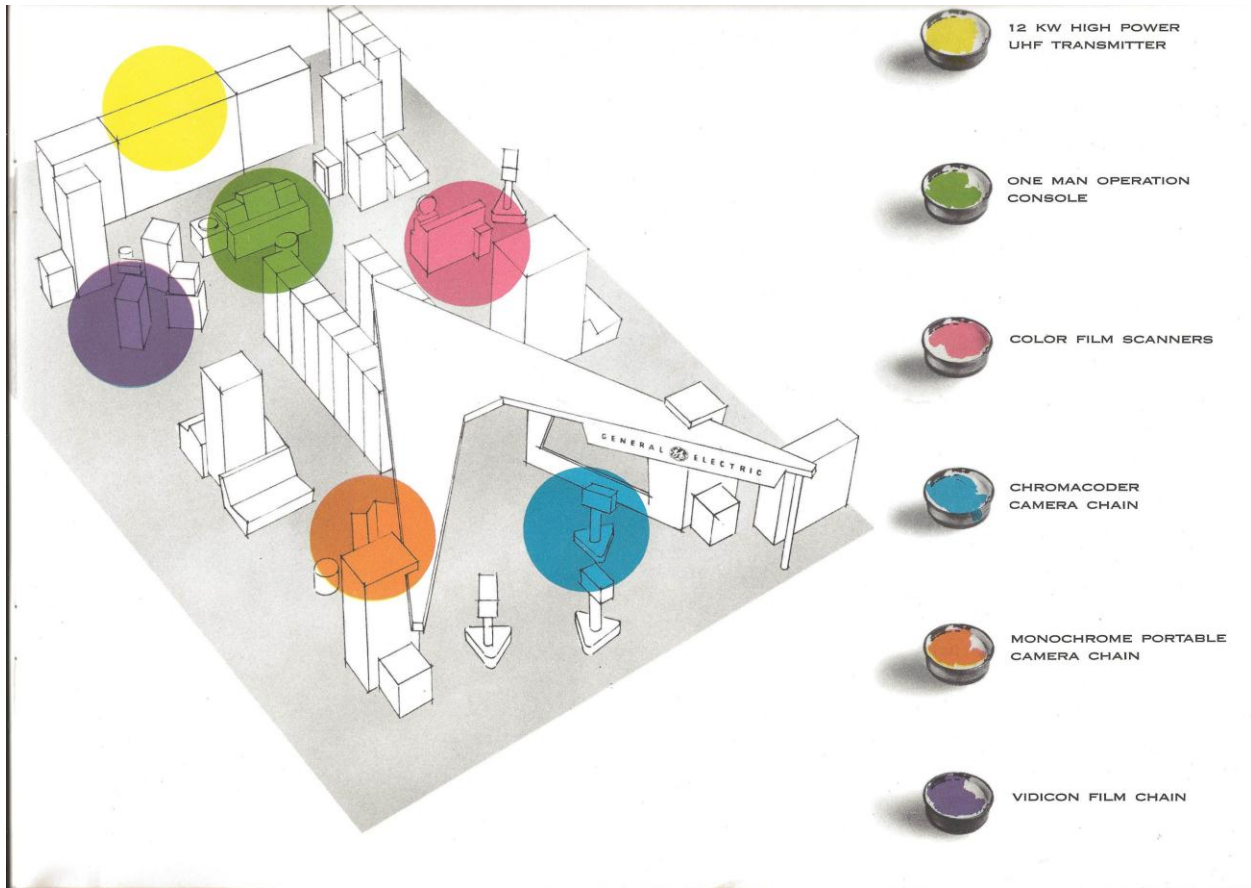 12 KW HIGH POWER
UHF TRANSMITTER
ONE MAN OPERATION
CONSOLE
COLOR FILM SCANNERS
GENERAL GE ELECTRIC
CHROMACODER
CAMERA CHAIN
MONOCHROME PORTABLE
CAMERA CHAIN
VIDICON FILM CHAIN